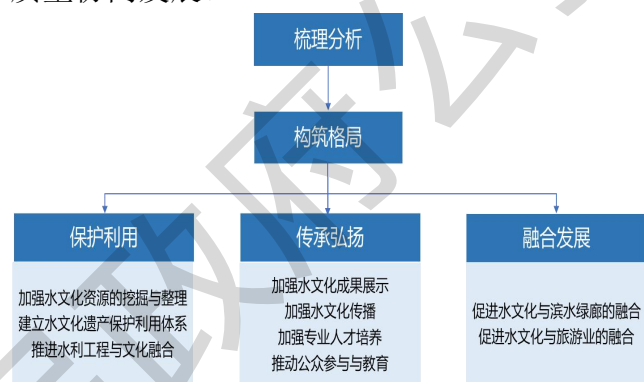 梳理分析
构筑格局
保护利用
加强水文化资源的挖掘与整理
建立水文化遗产保护利用体系
推进水利工程与文化融合
传承弘扬
加强水文化成果展示
加强水文化传播
加强专业人才培养
推动公众参与与教育
融合发展
促进水文化与滨水绿廊的融合
促进水文化与旅游业的融合